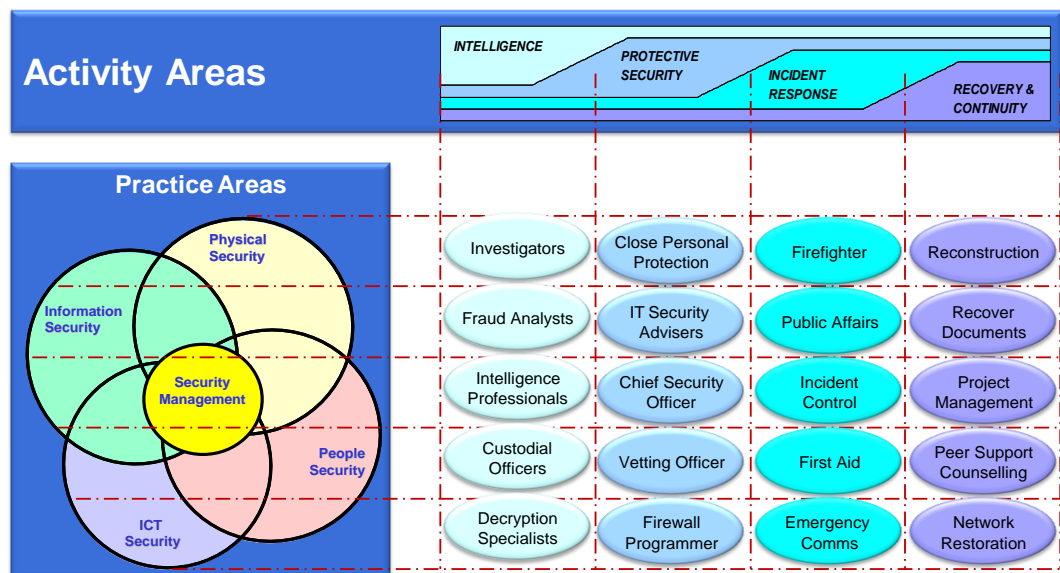 Activity Areas
INTELLIGENCE
PROTECTIVE
SECURITY
INCIDENT
RESPONSE
RECOVERY &
CONTINUITY
Practice Areas
Physical
Security
Information
Security
Security
Management
People
Security
ICT
Security
Investigators
Close Personal
Protection
Firefighter
Reconstruction
Fraud Analysts
IT Security
Advisers
Public Affairs
Recover
Documents
Intelligence
Professionals
Chief Security
Officer
Incident
Control
Project
Management
Custodial
Officers
Vetting Officer
First Aid
Peer Support
Counselling
Decryption
Specialists
Firewall
Programmer
Emergency
Comms
Network
Restoration